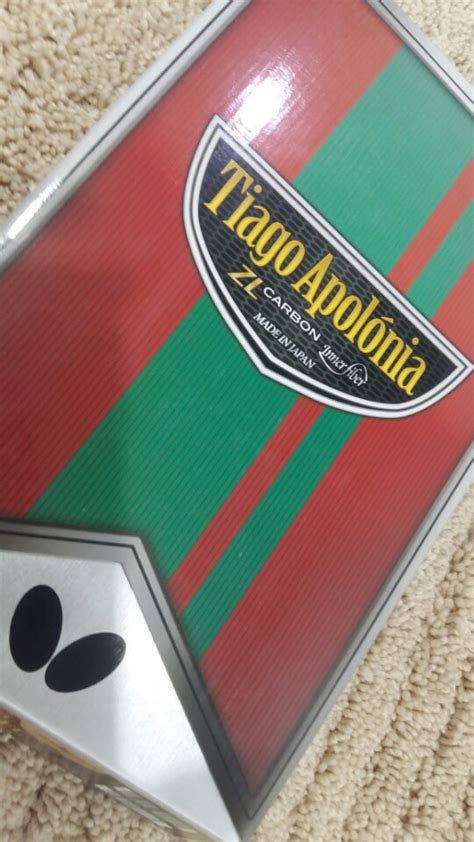 Tiago Apolónia
ZL CARBON Inner fiber
MADE IN JAPAN